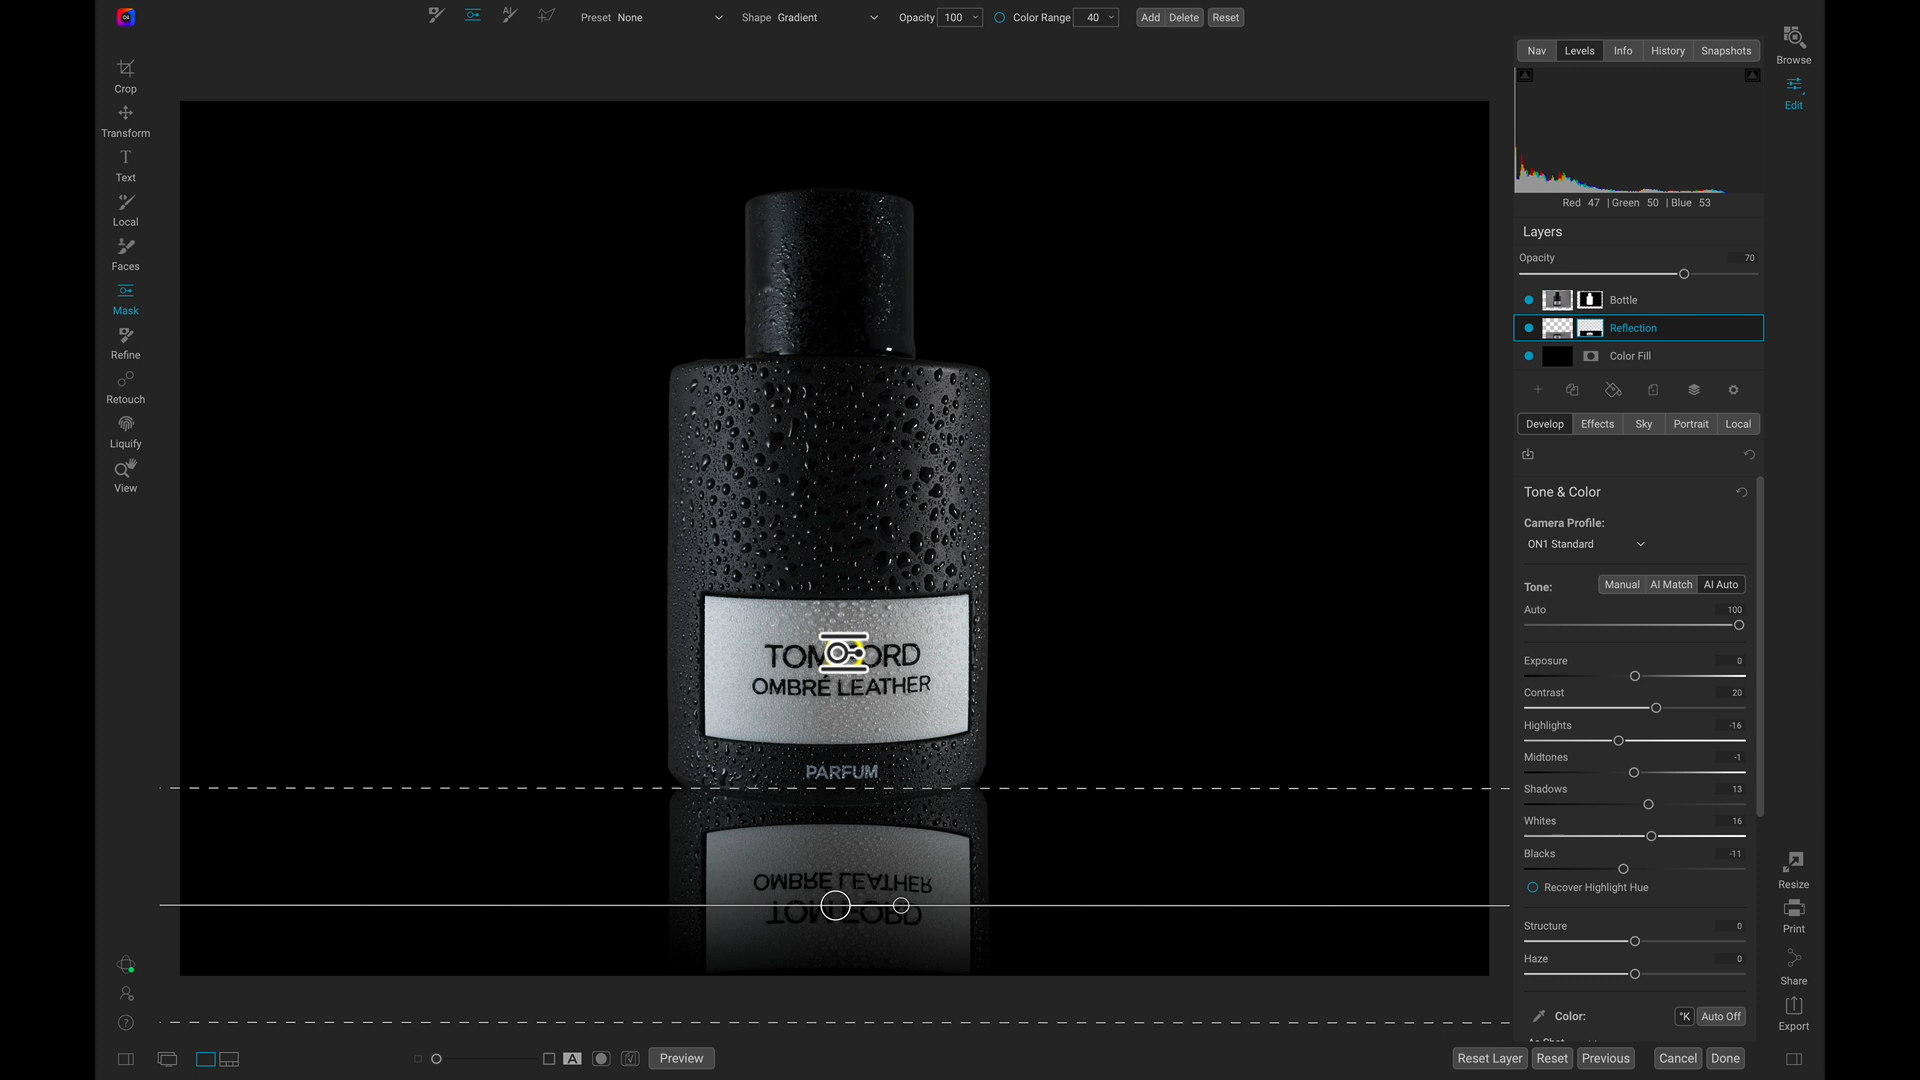 Preset None Shape Gradient Opacity 100 Color Range 40 Add Delete Reset
Crop
Transform
Text
Local
Faces
Mask
Refine
Retouch
Liquify
View
OMBRÉ LEATHER
PARFUM
OMBRÉ LEATHER
TOM FORD
Nav Levels Info History Snapshots
Red 47 | Green 50 | Blue 53
Layers
Opacity 70
Bottle
Reflection
Color Fill
Develop Effects Sky Portrait Local
Tone & Color
Camera Profile:
ON1 Standard
Tone: Manual AI Match AI Auto
Auto 100
Exposure 0
Contrast 20
Highlights -16
Midtones -1
Shadows 13
Whites 16
Blacks -11
Recover Highlight Hue
Structure 0
Haze 0
Color: °K Auto Off
Browse
Edit
Resize
Print
Share
Export
A Preview
Reset Layer Reset Previous Cancel Done